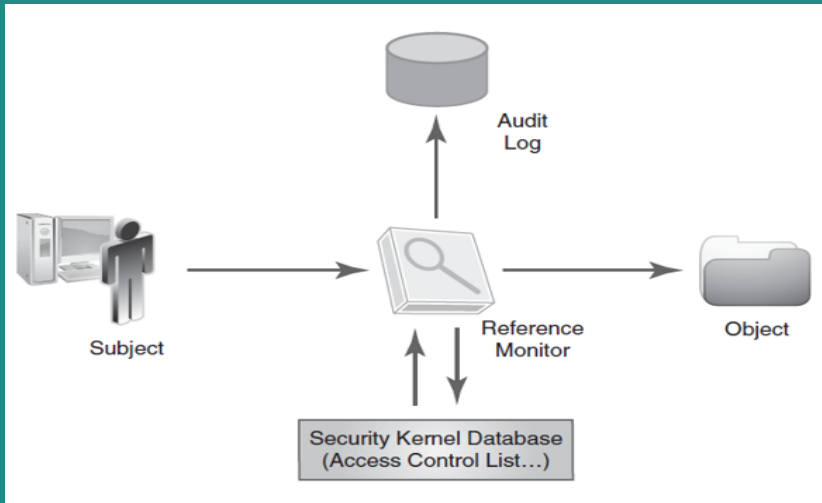 Audit
Log
Subject
Reference
Monitor
Object
Security Kernel Database
(Access Control List...)